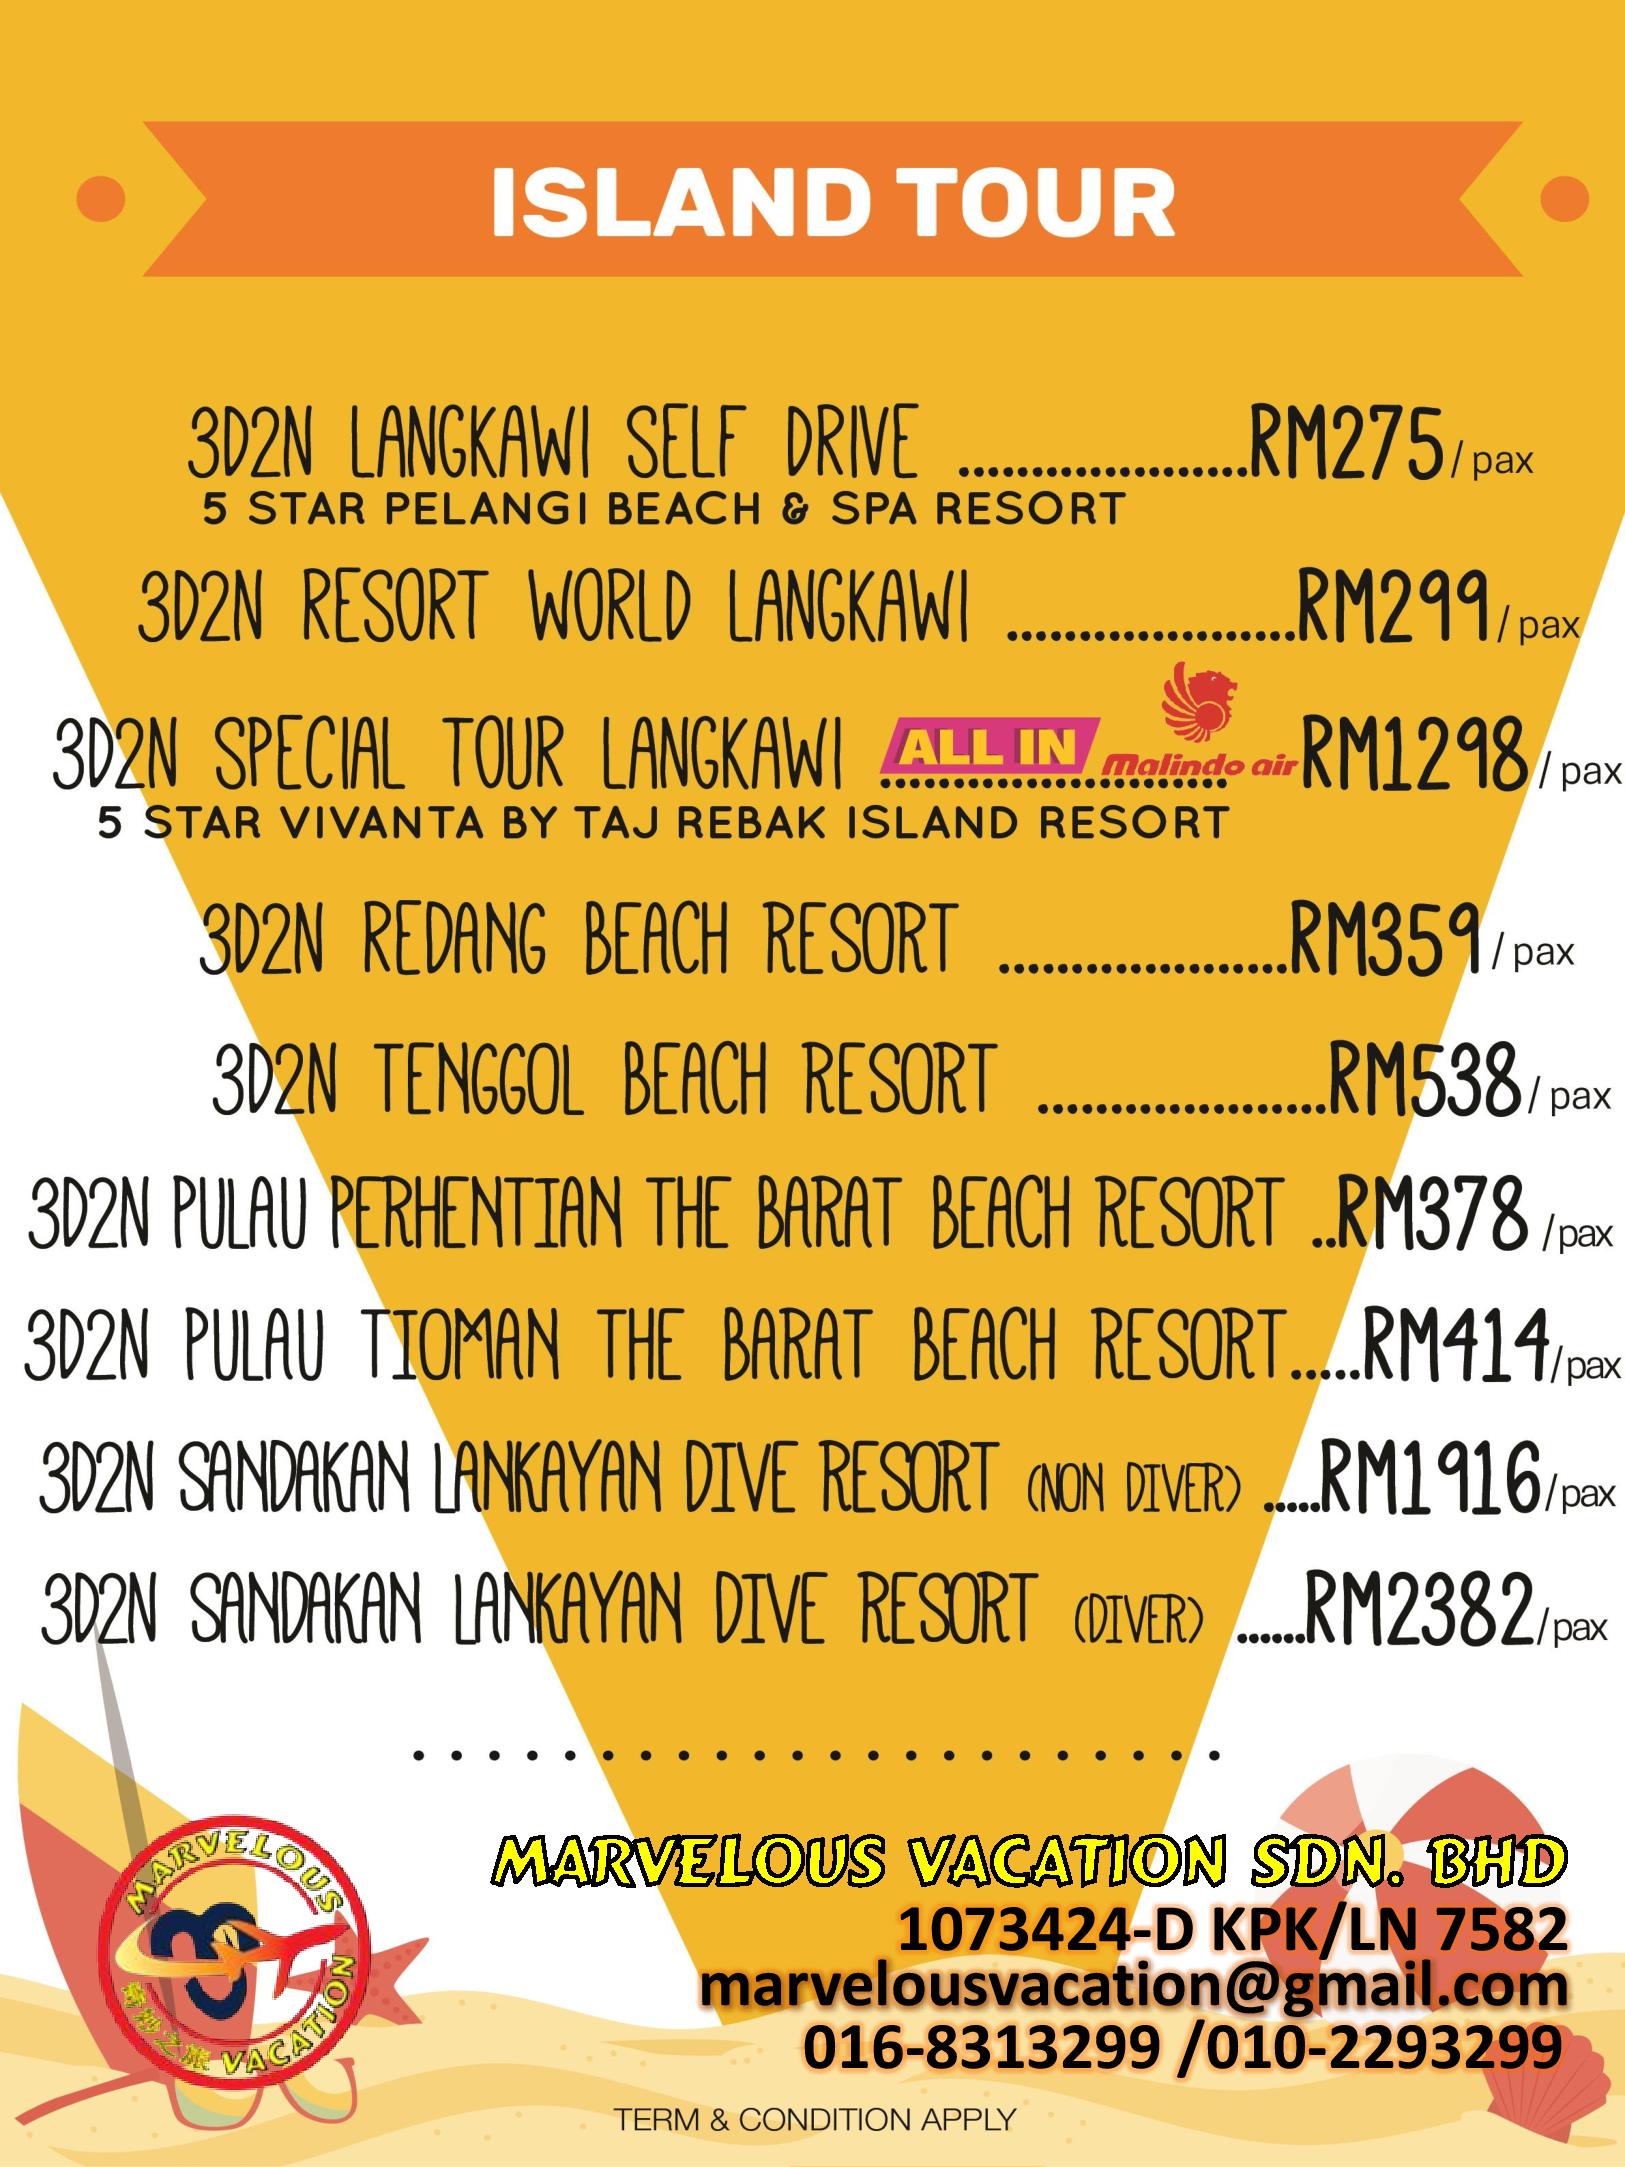 ISLAND TOUR
3D2N LANGKAWI SELF DRIVE ....................RM275/pax
5 STAR PELANGI BEACH & SPA RESORT
3D2N RESORT WORLD LANGKAWI ....................RM299/pax
3D2N SPECIAL TOUR LANGKAWI ALL IN Malindo air ........................RM1298/pax
5 STAR VIVANTA BY TAJ REBAK ISLAND RESORT
3D2N REDANG BEACH RESORT ....................RM359/pax
3D2N TENGGOL BEACH RESORT ....................RM538/pax
3D2N PULAU PERHENTIAN THE BARAT BEACH RESORT ..RM378/pax
3D2N PULAU TIOMAN THE BARAT BEACH RESORT.....RM414/pax
3D2N SANDAKAN LANKAYAN DIVE RESORT (NON DIVER) .....RM1916/pax
3D2N SANDAKAN LANKAYAN DIVE RESORT (DIVER) ......RM2382/pax
......................
MARVELOUS VACATION SDN. BHD
1073424-D KPK/LN 7582
marvelousvacation@gmail.com
016-8313299 /010-2293299
MARVELOUS
VACATION
妙之旅
TERM & CONDITION APPLY